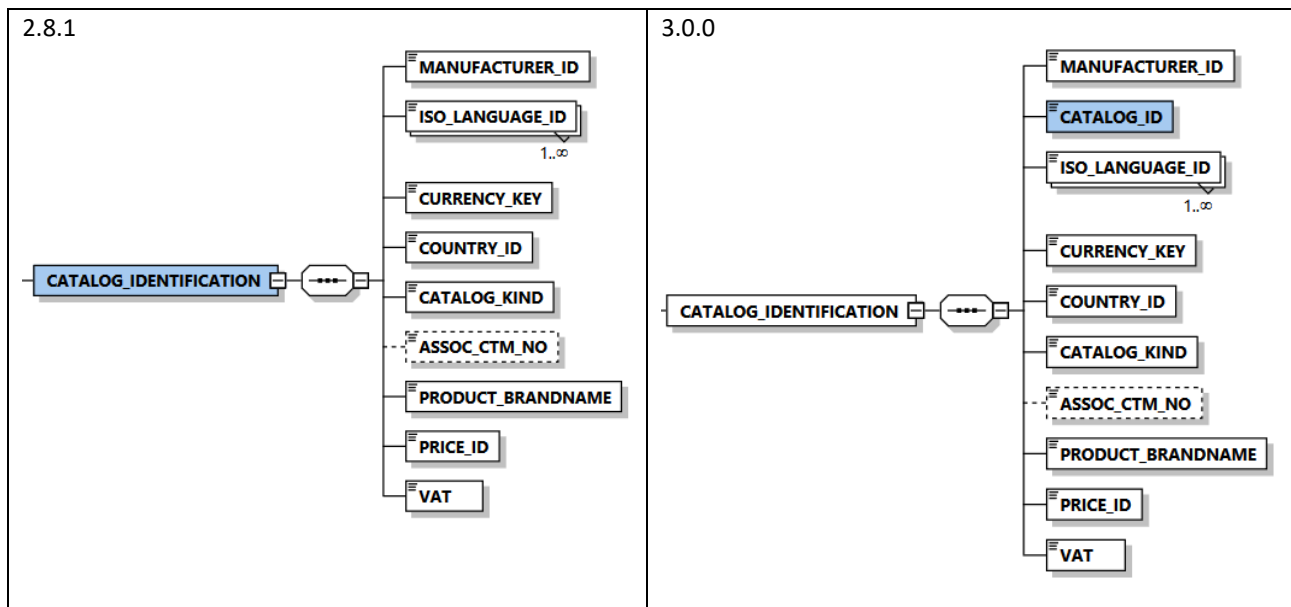 2.8.1
MANUFACTURER_ID
ISO_LANGUAGE_ID
1..∞
CURRENCY_KEY
COUNTRY_ID
CATALOG_IDENTIFICATION
CATALOG_KIND
ASSOC_CTM_NO
PRODUCT_BRANDNAME
PRICE_ID
VAT
3.0.0
MANUFACTURER_ID
CATALOG_ID
ISO_LANGUAGE_ID
1..∞
CURRENCY_KEY
COUNTRY_ID
CATALOG_IDENTIFICATION
CATALOG_KIND
ASSOC_CTM_NO
PRODUCT_BRANDNAME
PRICE_ID
VAT